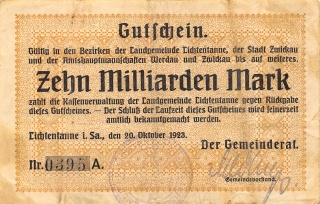 Gutschein.
Gültig in den Bezirken der Landgemeinde Lichtentanne, der Stadt Zwickau
und der Amtshauptmannschaften Werdau und Zwickau bis auf weiteres.
Zehn Milliarden Mark
zahlt die Kassenverwaltung der Landgemeinde Lichtentanne gegen Rückgabe
dieses Gutscheines. — Der Schluß der Laufzeit dieses Gutscheines wird seinerzeit
amtlich bekanntgemacht werden.
Lichtentanne i. Sa., den 20. Oktober 1923.
Der Gemeinderat.
Nr. 0395 A.
Gemeindevorstand.